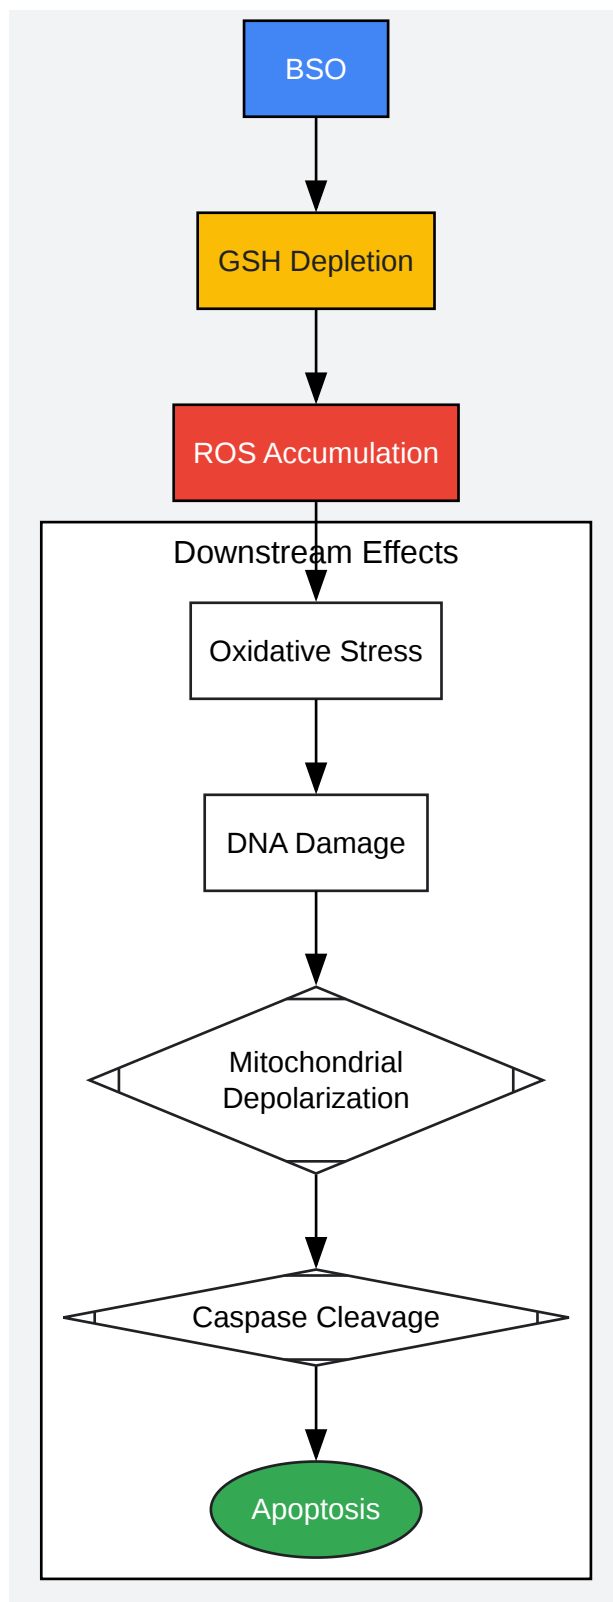 BSO
GSH Depletion
ROS Accumulation
Downstream Effects
Oxidative Stress
DNA Damage
Mitochondrial
Depolarization
Caspase Cleavage
Apoptosis